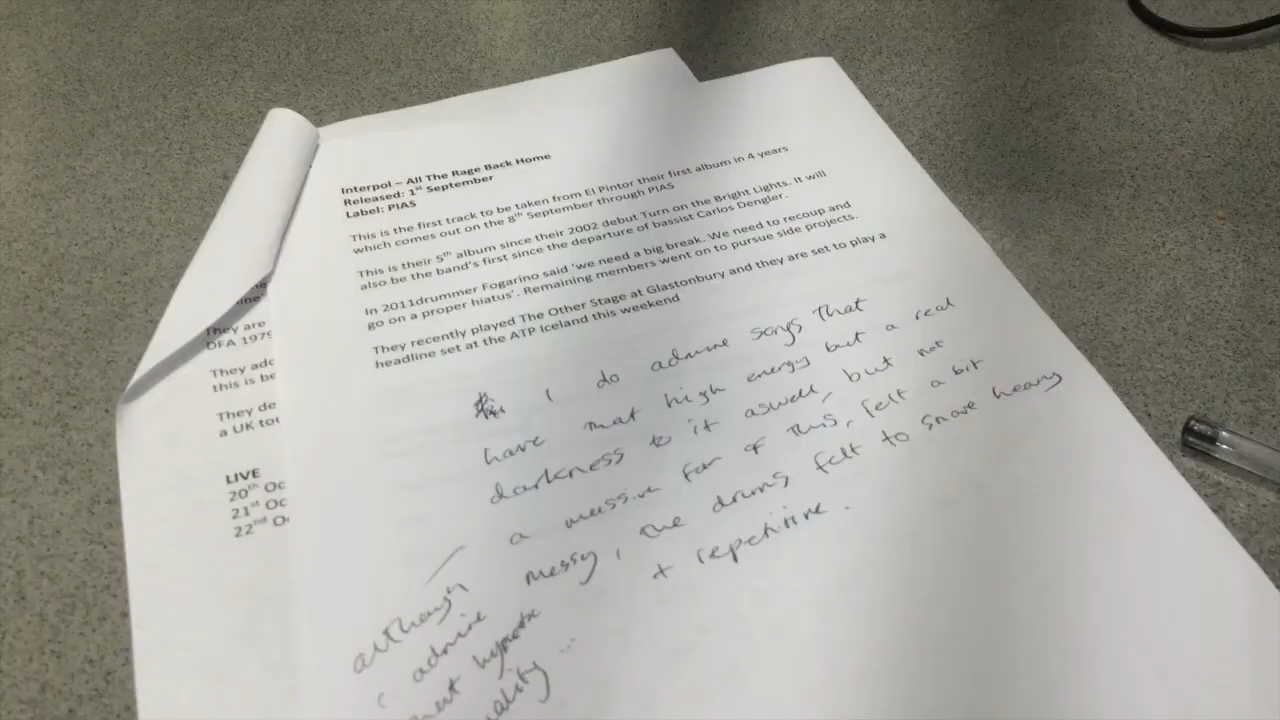 Interpol – All The Rage Back Home
Released: 1st September
Label: PIAS
This is the first track to be taken from El Pintor their first album in 4 years
which comes out on the 8th September through PIAS
This is their 5th album since their 2002 debut Turn on the Bright Lights. It will
also be the band's first since the departure of bassist Carlos Dengler.
In 2011drummer Fogarino said 'we need a big break. We need to recoup and
go on a proper hiatus'. Remaining members went on to pursue side projects.
They recently played The Other Stage at Glastonbury and they are set to play a
headline set at the ATP Iceland this weekend
I do admire songs that
have that high energy but a real
darkness to it aswell, but not
a massive fan of this, felt a bit
messy, the drums felt to snare heavy
+ repetitive.
although
i admire
that
...
They are
DFA 1979
They
this is be
They de
a UK tou
LIVE
20th Oc
21st Oc
22nd O